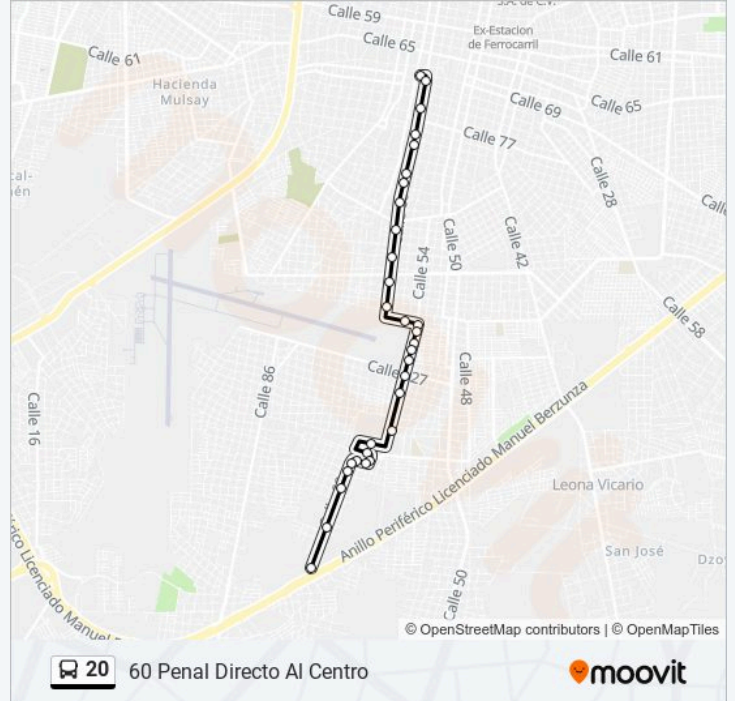 Calle 59
Calle 65
Ex-Estacion
de Ferrocarril
Calle 61
Calle 61
Hacienda
Mulsay
Calle 69
Calle 65
Calle 77
Calle 28
Calle 50
Calle 42
Calle 54
Calle 58
Calle 86
Calle 48
Calle 16
Anillo Periférico Licenciado Manuel Berzunza
Leona Vicario
San José
Calle 50
© OpenStreetMap contributors | © OpenMapTiles
20
60 Penal Directo Al Centro
moovit